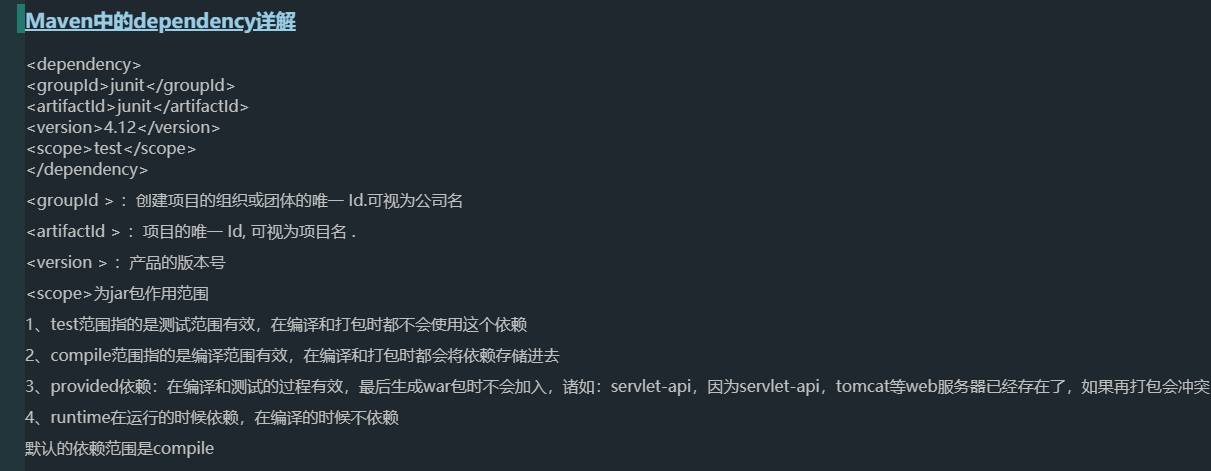 Maven中的dependency详解
<dependency>
<groupId>junit</groupId>
<artifactId>junit</artifactId>
<version>4.12</version>
<scope>test</scope>
</dependency>
<groupId > ：创建项目的组织或团体的唯一 Id.可视为公司名
<artifactId > ：项目的唯一 Id, 可视为项目名 .
<version > ：产品的版本号
<scope>为jar包作用范围
1、test范围指的是测试范围有效，在编译和打包时都不会使用这个依赖
2、compile范围指的是编译范围有效，在编译和打包时都会将依赖存储进去
3、provided依赖：在编译和测试的过程有效，最后生成war包时不会加入，诸如：servlet-api，因为servlet-api，tomcat等web服务器已经存在了，如果再打包会冲突
4、runtime在运行的时候依赖，在编译的时候不依赖
默认的依赖范围是compile